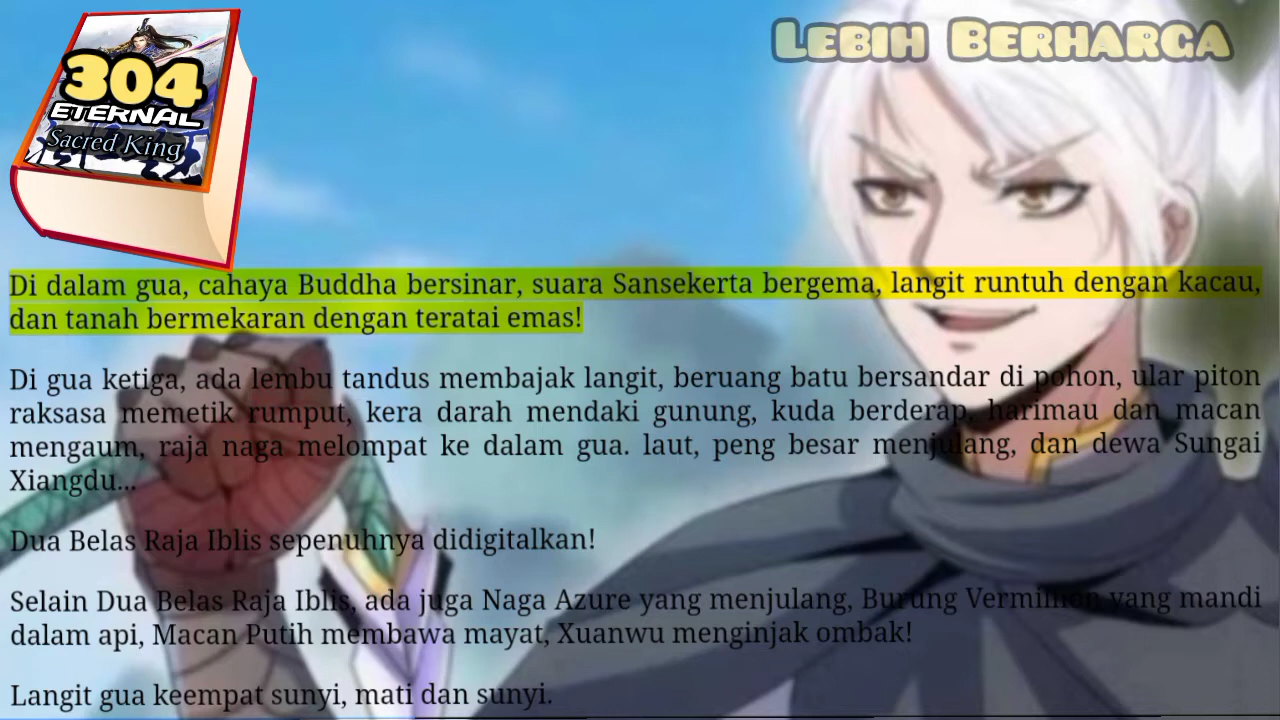 304
ETERNAL
Sacred King
LEBIH BERHARGA
Di dalam gua, cahaya Buddha bersinar, suara Sansekerta bergema, langit runtuh dengan kacau,
dan tanah bermekaran dengan teratai emas!
Di gua ketiga, ada lembu tandus membajak langit, beruang batu bersandar di pohon, ular piton
raksasa memetik rumput, kera darah mendaki gunung, kuda berderap, harimau dan macan
mengaum, raja naga melompat ke dalam gua. laut, peng besar menjulang, dan dewa Sungai
Xiangdu...
Dua Belas Raja Iblis sepenuhnya didigitalkan!
Selain Dua Belas Raja Iblis, ada juga Naga Azure yang menjulang, Burung Vermillion yang mandi
dalam api, Macan Putih membawa mayat, Xuanwu menginjak ombak!
Langit gua keempat sunyi, mati dan sunyi.